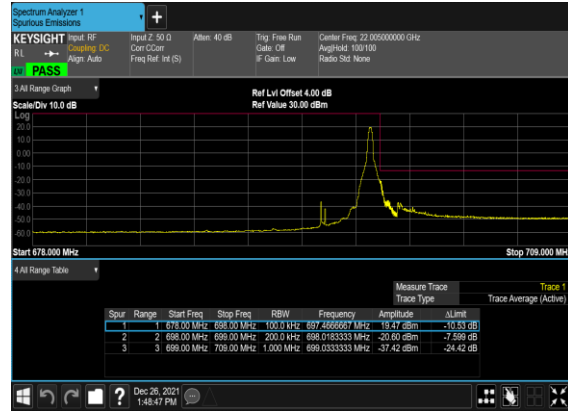 Spectrum Analyzer 1
Spurious Emissions
KEYSIGHT Input: RF Input Z: 50 Ω Atten: 40 dB Trig: Free Run Center Freq: 22.005000000 GHz
RL Coupling: DC Corr CCorr Gate: Off Avg|Hold: 100/100
Align: Auto Freq Ref: Int (S) IF Gain: Low Radio Std: None
PASS
3 All Range Graph Ref Lvl Offset 4.00 dB
Scale/Div 10.0 dB Ref Value 30.00 dBm
Log
20.0
10.0
0.00
-10.0
-20.0
-30.0
-40.0
-50.0
-60.0
Start 678.000 MHz Stop 709.000 MH
4 All Range Table
Measure Trace Trace 1
Trace Type Trace Average (Active)
Spur Range Start Freq Stop Freq RBW Frequency Amplitude ΔLimit
1 1 678.00 MHz 698.00 MHz 100.0 kHz 697.4666667 MHz 19.47 dBm -10.53 dB
2 2 698.00 MHz 699.00 MHz 200.0 kHz 698.0183333 MHz -20.60 dBm -7.599 dB
3 3 699.00 MHz 709.00 MHz 1.000 MHz 699.0333333 MHz -37.42 dBm -24.42 dB
? Dec 26, 2021
1:48:47 PM